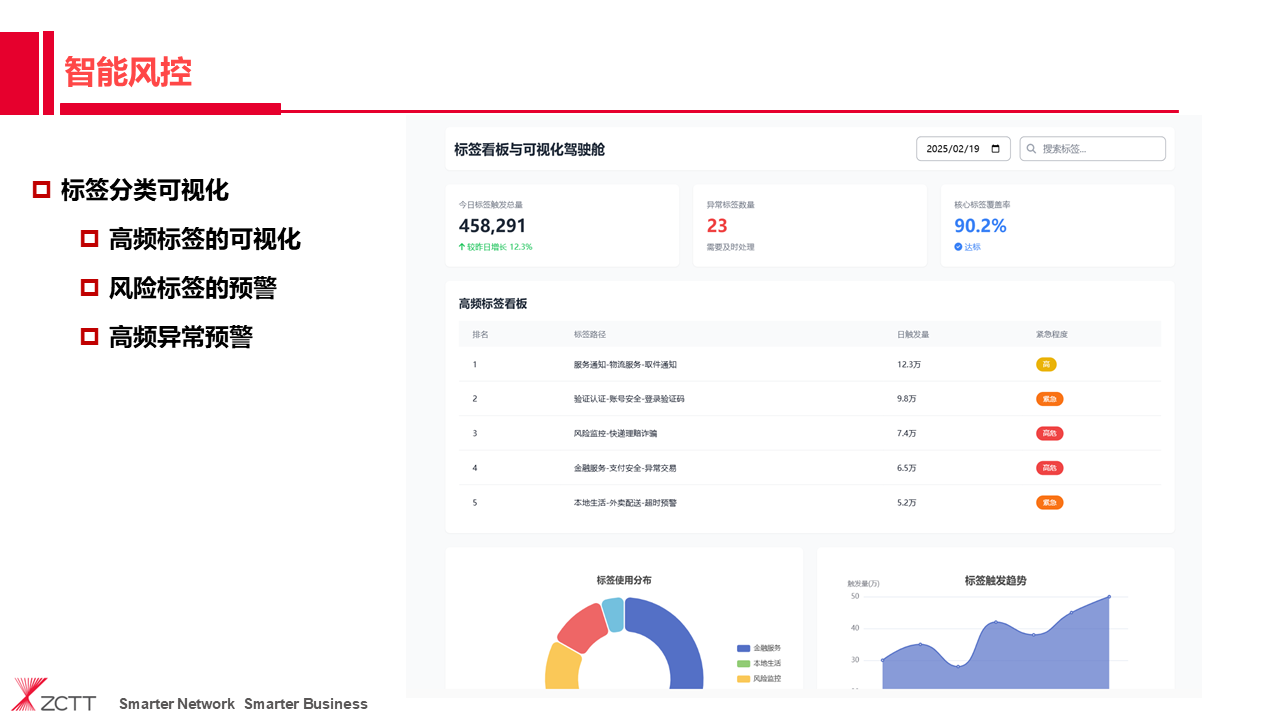 智能风控
标签分类可视化
高频标签的可视化
风险标签的预警
高频异常预警
标签看板与可视化驾驶舱
2025/02/19
搜索标签...
今日标签触发总量
458,291
较昨日增长 12.3%
异常标签数量
23
需要及时处理
核心标签覆盖率
90.2%
达标
高频标签看板
排名 标签路径 日触发量 紧急程度
1 服务通知-物流服务-取件通知 12.3万 高
2 验证认证-账号安全-登录验证码 9.8万 紧急
3 风险监控-快递理赔诈骗 7.4万 高危
4 金融服务-支付安全-异常交易 6.5万 高危
5 本地生活-外卖配送-超时预警 5.2万 紧急
标签使用分布
金融服务
本地生活
风险监控
标签触发趋势
触发量(万)
50
40
30
ZCTT
Smarter Network Smarter Business